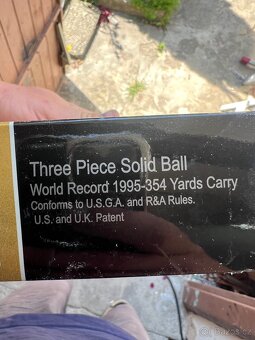 Three Piece Solid Ball
World Record 1995-354 Yards Carry
Conforms to U.S.G.A. and R&A Rules.
U.S. and U.K. Patent